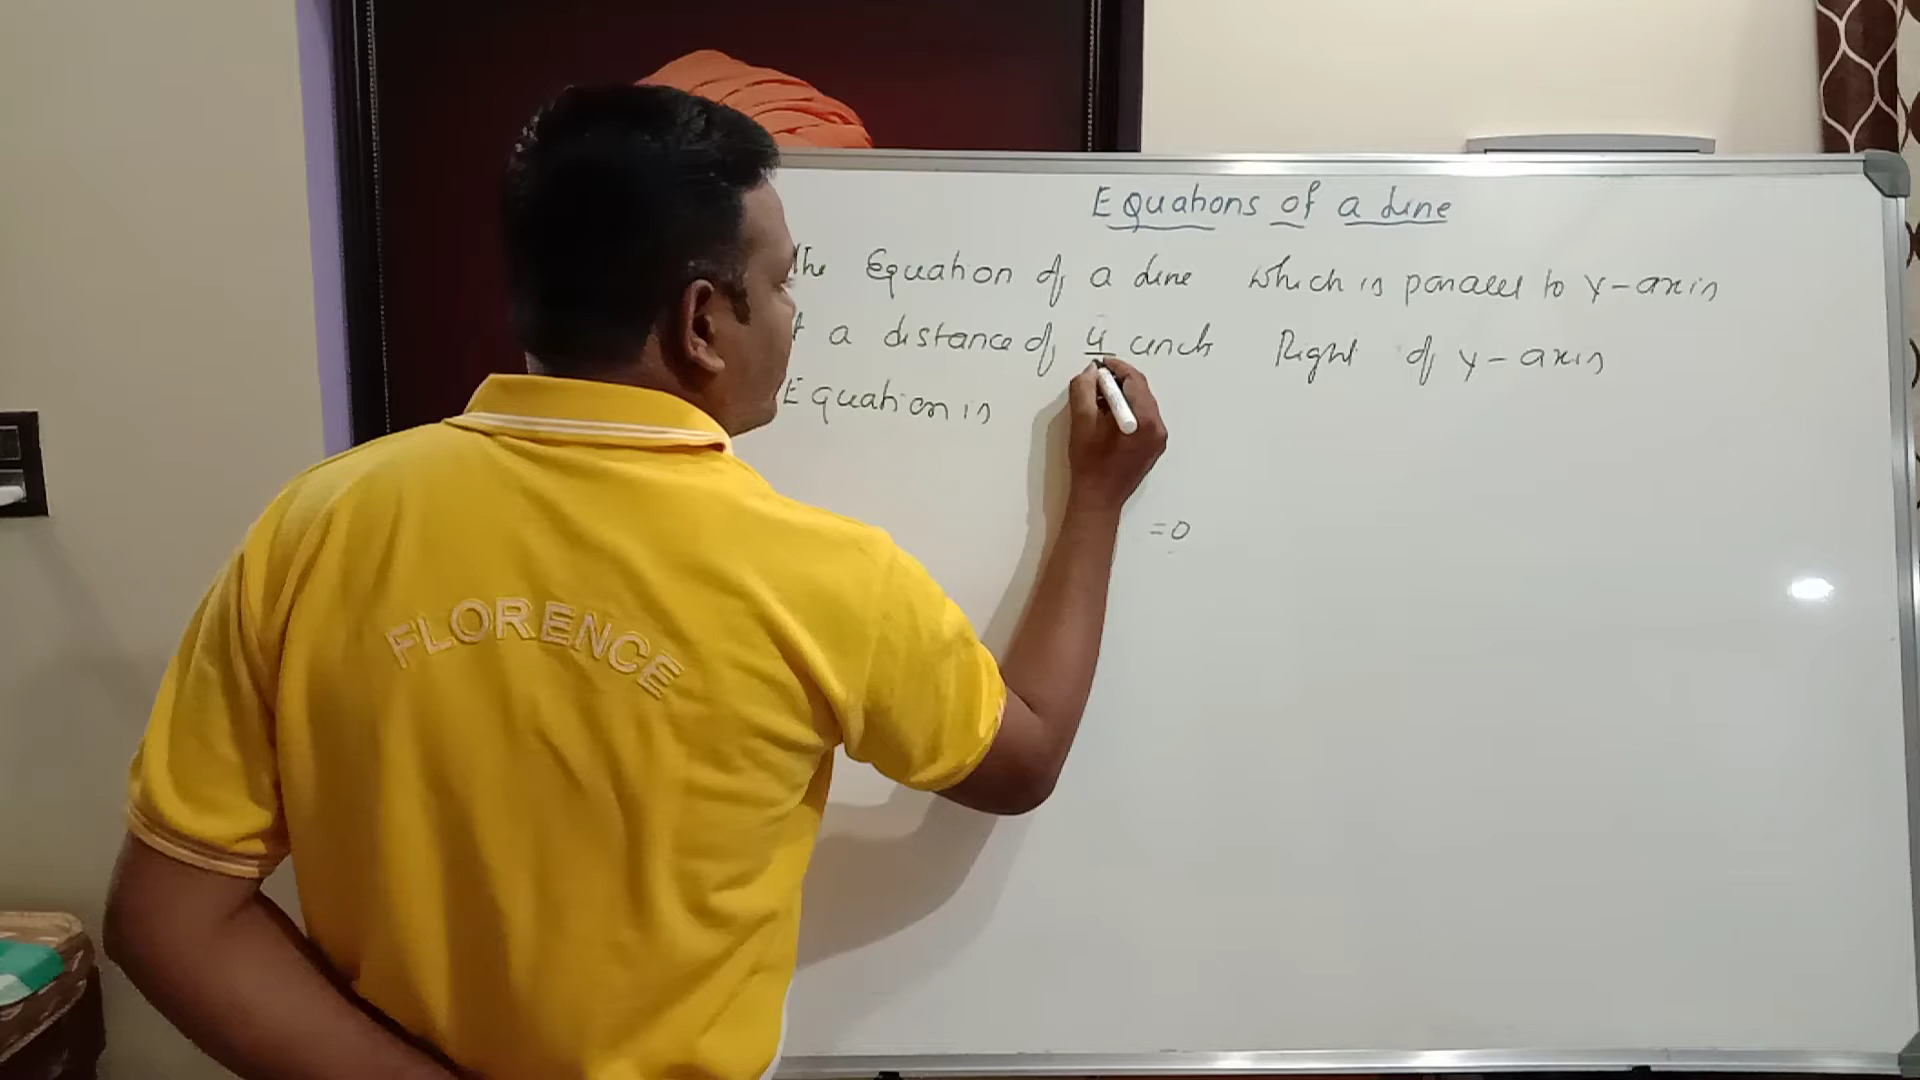 Equations of a Line
The Equation of a line which is parallel to Y-axis
a distance of 4 units Right of y-axis
Equation is
=0
FLORENCE